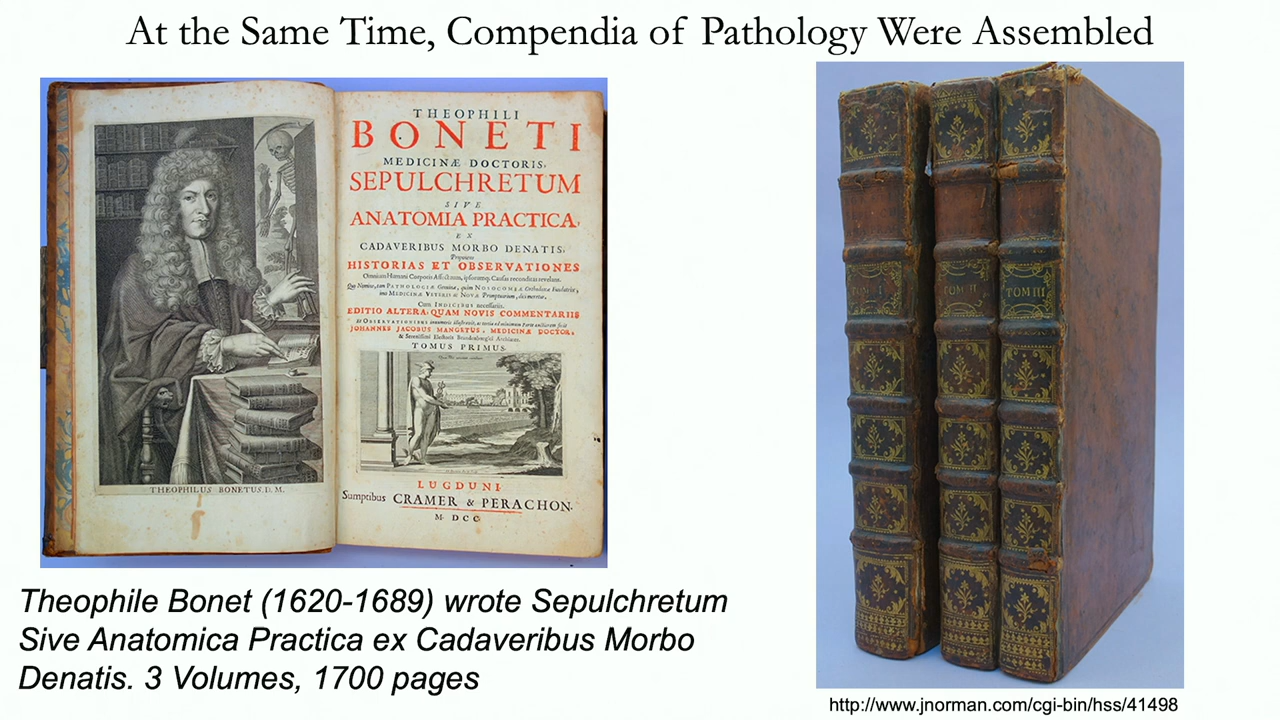 At the Same Time, Compendia of Pathology Were Assembled
THEOPHILI
BONETI
MEDICINÆ DOCTORIS,
SEPULCHRETUM
SIVE
ANATOMIA PRACTICA,
EX
CADAVERIBUS MORBO DENATIS,
HISTORIAS ET OBSERVATIONES
Cum INDICIBUS necessariis.
EDITIO ALTERA, QUAM NOVIS COMMENTARIIS
JOHANNES JACOBUS MANGETUS, MEDICINÆ DOCTOR,
TOMUS PRIMUS.
LUGDUNI
Sumptibus CRAMER & PERACHON.
M. DCC.
THEOPHILUS BONETUS. D. M.
TOM II
TOM III
Theophile Bonet (1620-1689) wrote Sepulchretum
Sive Anatomica Practica ex Cadaveribus Morbo
Denatis. 3 Volumes, 1700 pages
http://www.jnorman.com/cgi-bin/hss/41498